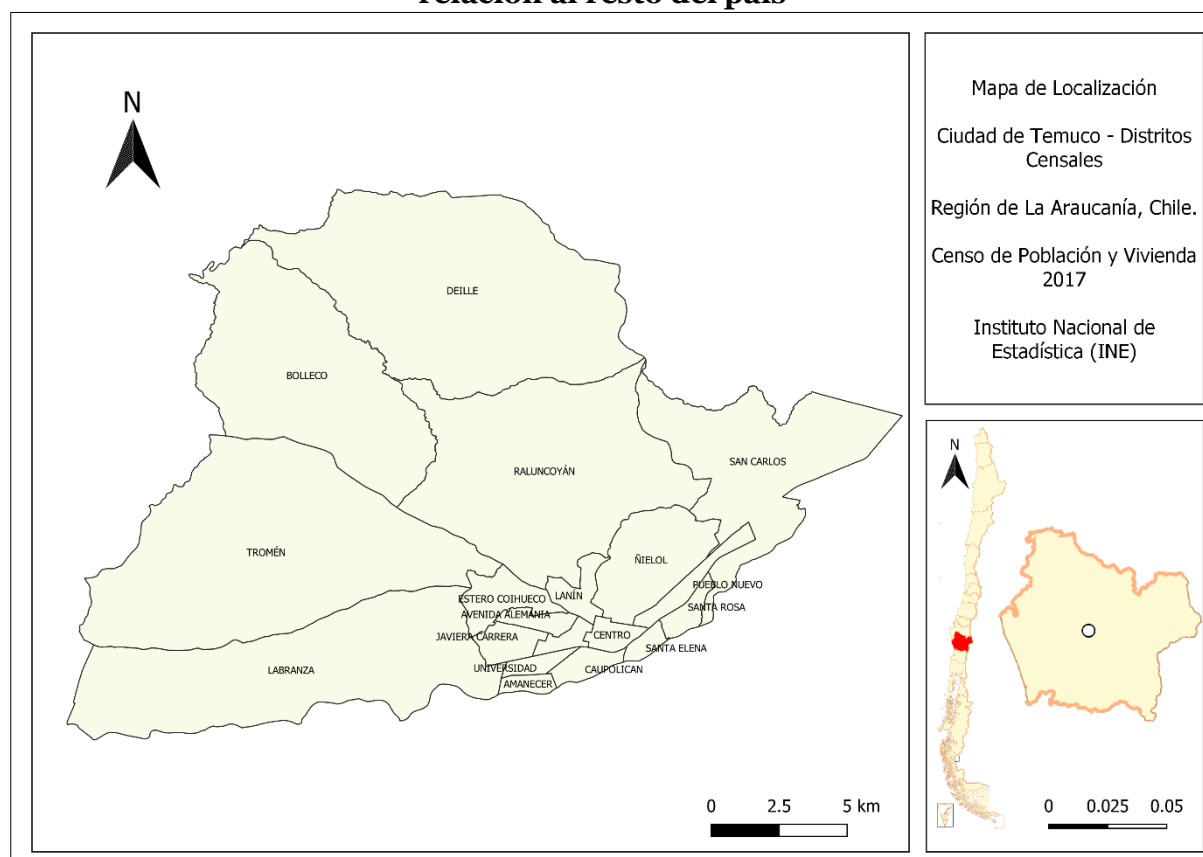 relación al resto del país
N
DEILLE
BOLLECO
RALUNCOYÁN
SAN CARLOS
TROMÉN
ÑIELOL
PUEBLO NUEVO
ESTERO COIHUECO
LANÍN
SANTA ROSA
AVENIDA ALEMANIA
JAVIERA CARRERA
CENTRO
SANTA ELENA
LABRANZA
UNIVERSIDAD
CAUPOLICAN
AMANECER
0 2.5 5 km
Mapa de Localización
Ciudad de Temuco - Distritos
Censales
Región de La Araucanía, Chile.
Censo de Población y Vivienda
2017
Instituto Nacional de
Estadística (INE)
N
0 0.025 0.05